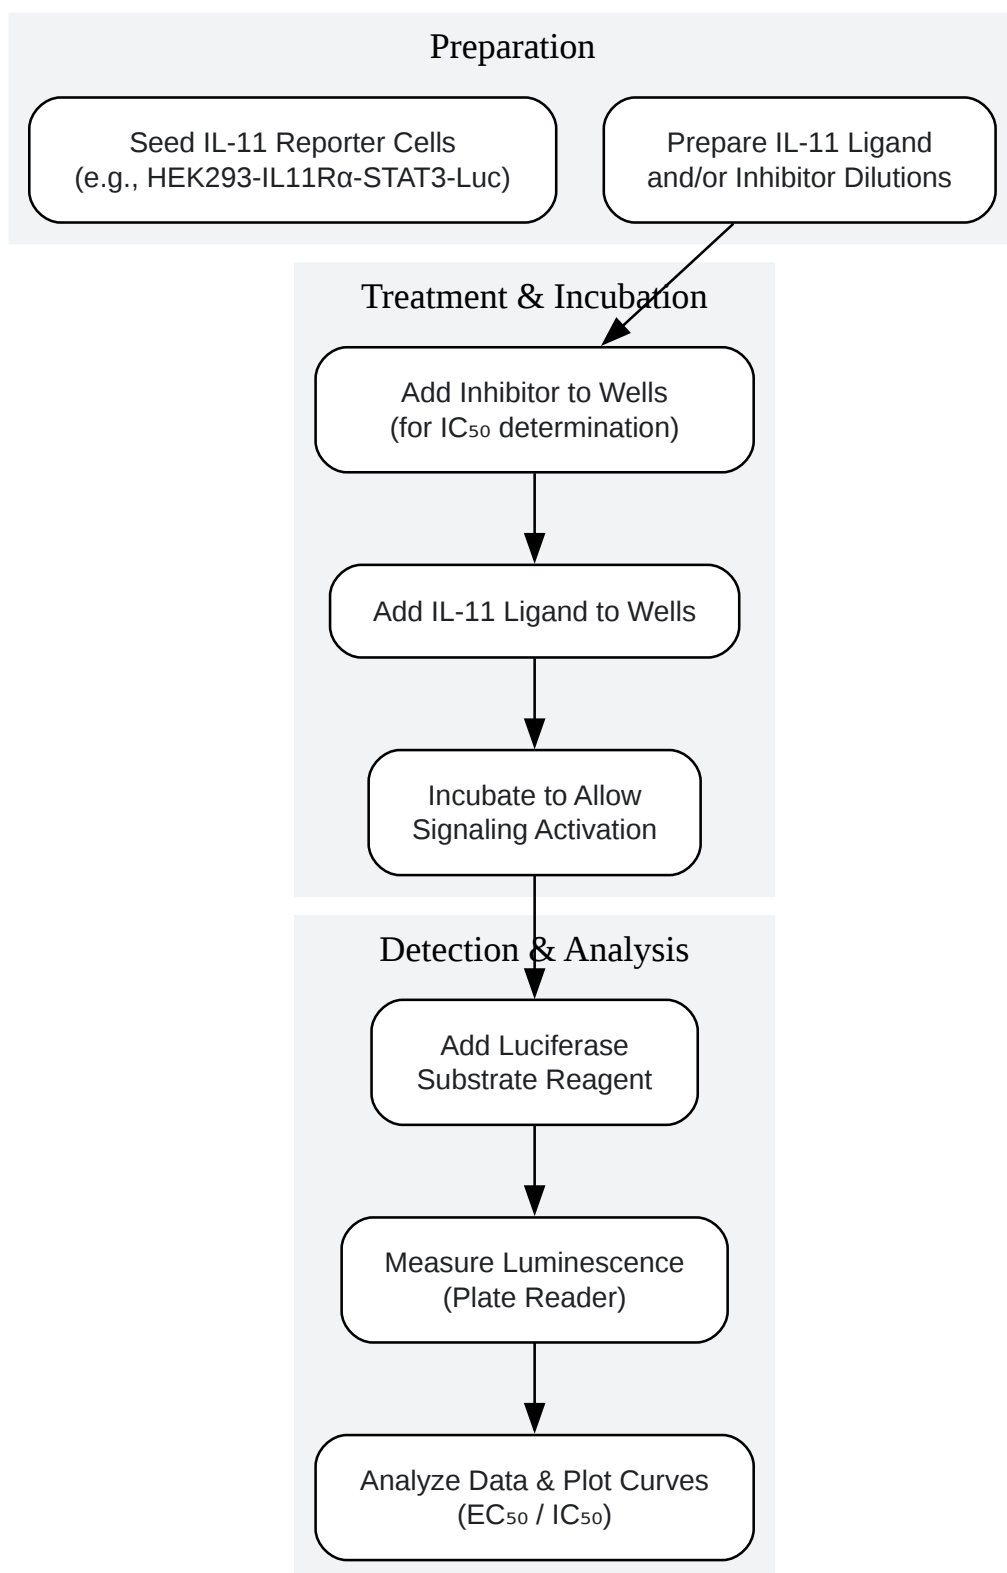 Preparation
Seed IL-11 Reporter Cells
(e.g., HEK293-IL11Rα-STAT3-Luc)
Prepare IL-11 Ligand
and/or Inhibitor Dilutions
Treatment & Incubation
Add Inhibitor to Wells
(for IC₅₀ determination)
Add IL-11 Ligand to Wells
Incubate to Allow
Signaling Activation
Detection & Analysis
Add Luciferase
Substrate Reagent
Measure Luminescence
(Plate Reader)
Analyze Data & Plot Curves
(EC₅₀ / IC₅₀)